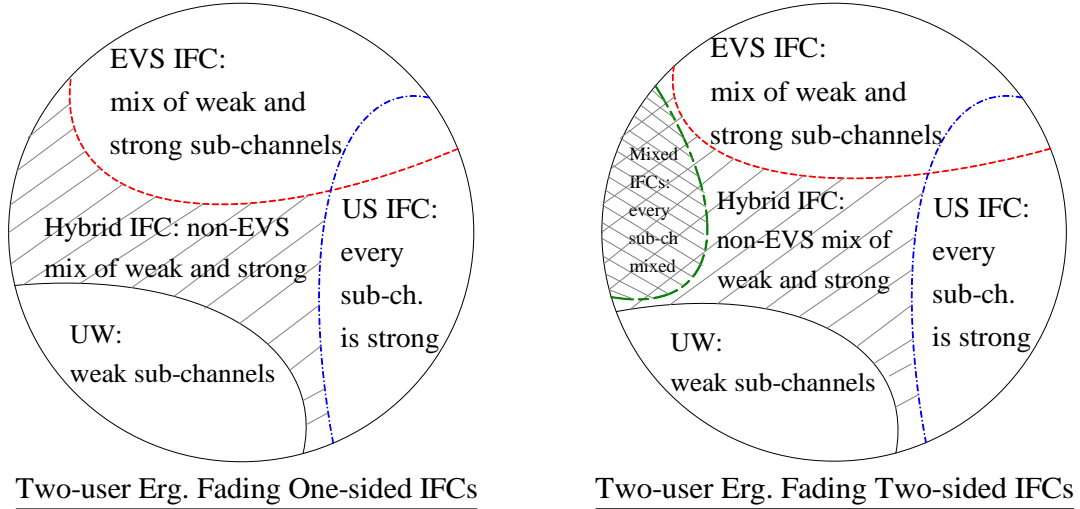 EVS IFC:
mix of weak and
strong sub-channels
Hybrid IFC: non-EVS
mix of weak and strong
US IFC:
every
sub-ch.
is strong
UW:
weak sub-channels
Two-user Erg. Fading One-sided IFCs
EVS IFC:
mix of weak and
strong sub-channels
Mixed
IFCs:
every
sub-ch
mixed
Hybrid IFC:
non-EVS mix of
weak and strong
US IFC:
every
sub-ch.
is strong
UW:
weak sub-channels
Two-user Erg. Fading Two-sided IFCs